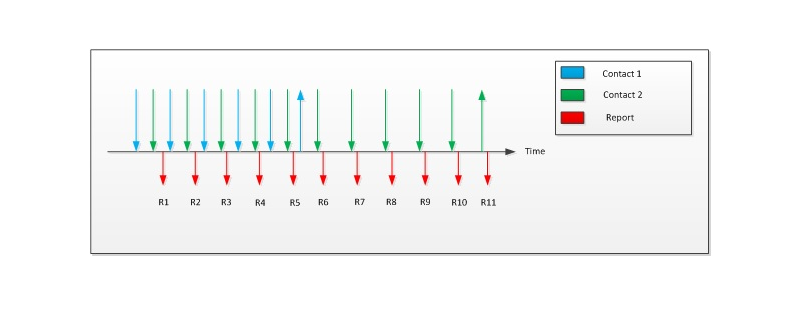 Contact 1
Contact 2
Report
Time
R1 R2 R3 R4 R5 R6 R7 R8 R9 R10 R11